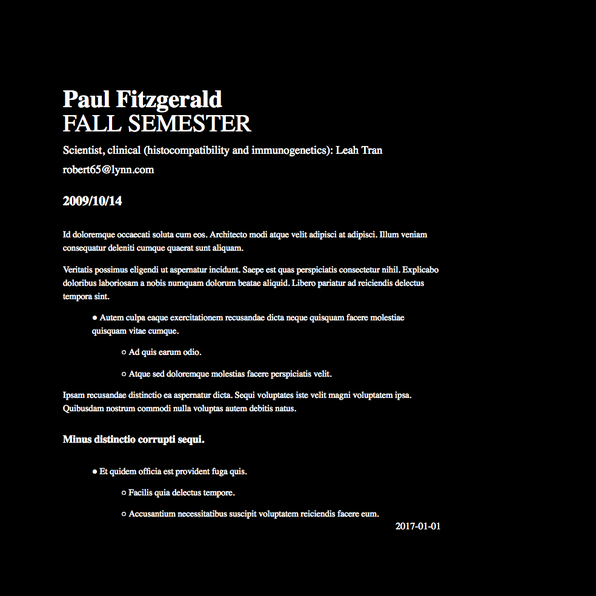 Paul Fitzgerald
FALL SEMESTER
Scientist, clinical (histocompatibility and immunogenetics): Leah Tran
robert65@lynn.com
2009/10/14
Id doloremque occaecati soluta cum eos. Architecto modi atque velit adipisci at adipisci. Illum veniam
consequatur deleniti cumque quaerat sunt aliquam.
Veritatis possimus eligendi ut aspernatur incidunt. Saepe est quas perspiciatis consectetur nihil. Explicabo
doloribus laboriosam a nobis numquam dolorum beatae aliquid. Libero pariatur ad reiciendis delectus
tempora sint.
● Autem culpa eaque exercitationem recusandae dicta neque quisquam facere molestiae
quisquam vitae cumque.
○ Ad quis earum odio.
○ Atque sed doloremque molestias facere perspiciatis velit.
Ipsam recusandae distinctio ea aspernatur dicta. Sequi voluptates iste velit magni voluptatem ipsa.
Quibusdam nostrum commodi nulla voluptas autem debitis natus.
Minus distinctio corrupti sequi.
● Et quidem officia est provident fuga quis.
○ Facilis quia delectus tempore.
○ Accusantium necessitatibus suscipit voluptatem reiciendis facere eum.
2017-01-01